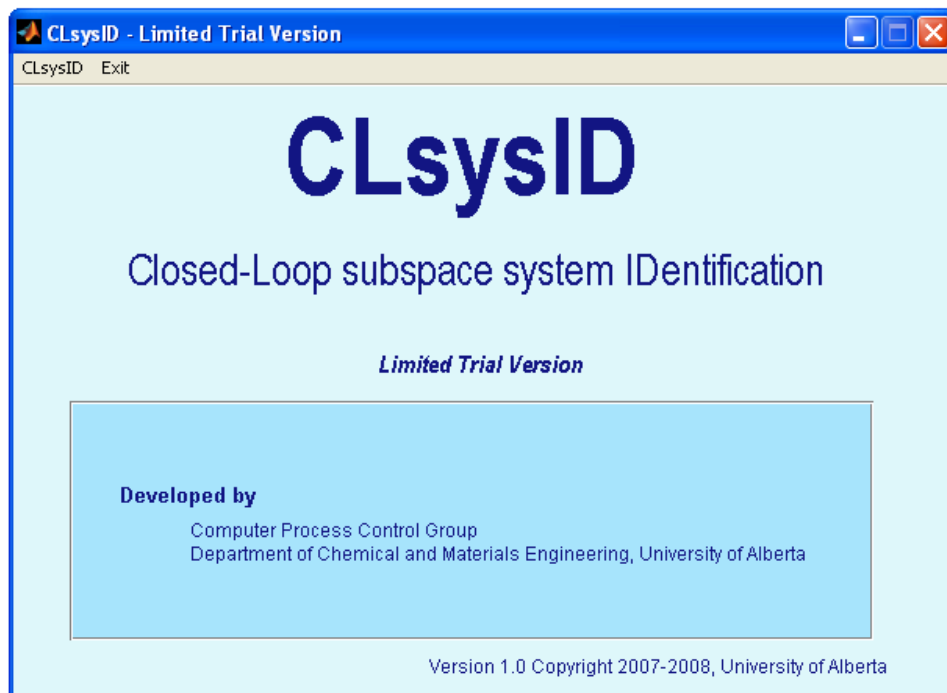 CLsysID - Limited Trial Version
CLsysID Exit
CLsysID
Closed-Loop subspace system IDentification
Limited Trial Version
Developed by
Computer Process Control Group
Department of Chemical and Materials Engineering, University of Alberta
Version 1.0 Copyright 2007-2008, University of Alberta